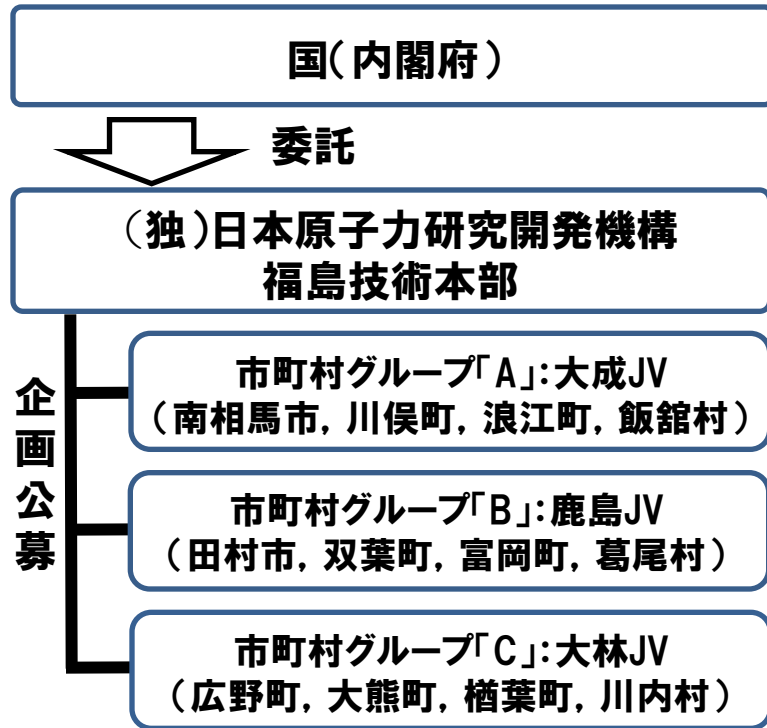 国(内閣府)
委託
(独)日本原子力研究開発機構
福島技術本部
企画公募
市町村グループ「A」:大成JV
(南相馬市, 川俣町, 浪江町, 飯舘村)
市町村グループ「B」:鹿島JV
(田村市, 双葉町, 富岡町, 葛尾村)
市町村グループ「C」:大林JV
(広野町, 大熊町, 楢葉町, 川内村)